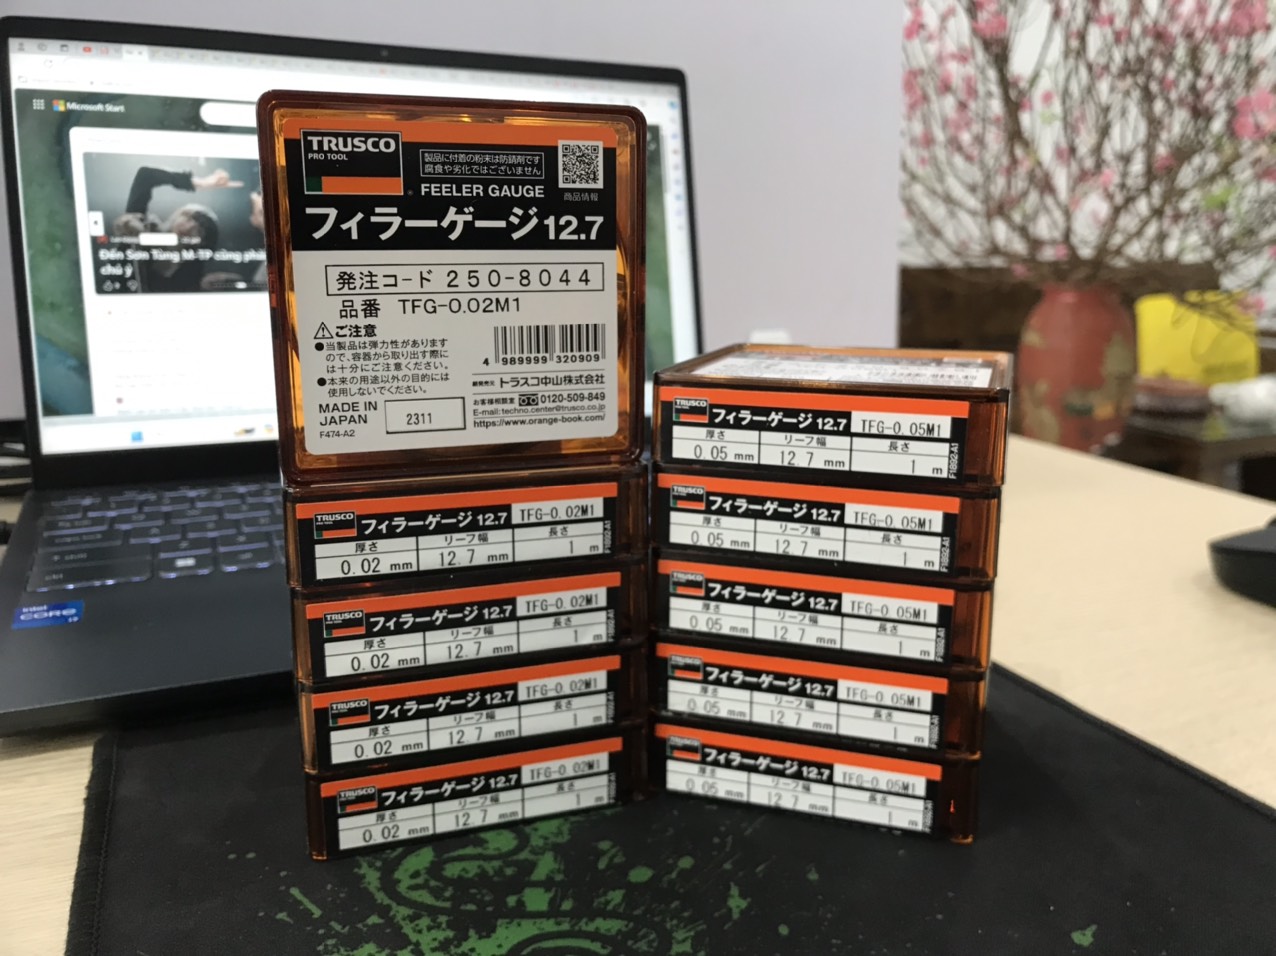 Microsoft Start
Đến Sơn Tùng M-TP cũng phải
chú ý
intel
CORE
TRUSCO
PRO TOOL
製品に付着の粉末は防錆剤です
腐食や劣化ではございません
FEELER GAUGE
商品情報
フィラーゲージ 12.7
発注コード 250-8044
品番 TFG-0.02M1
ご注意
●当製品は弾力性があります
ので、容器から取り出す際に
は十分にご注意ください。
●本来の用途以外の目的には
使用しないでください。
4 989999 320909
トラスコ中山株式会社
お客様相談室 0120-509-849
E-mail:techno.center@trusco.co.jp
https://www.orange-book.com/
MADE IN
JAPAN
2311
F474-A2
TRUSCO
フィラーゲージ 12.7 TFG-0.02M1
厚さ リーフ幅 長さ
0.02 mm 12.7 mm 1 m
TRUSCO
フィラーゲージ 12.7 TFG-0.02M1
厚さ リーフ幅 長さ
0.02 mm 12.7 mm 1 m
TRUSCO
フィラーゲージ 12.7 TFG-0.02M1
厚さ リーフ幅 長さ
0.02 mm 12.7 mm 1 m
TRUSCO
フィラーゲージ 12.7 TFG-0.02M1
厚さ リーフ幅 長さ
0.02 mm 12.7 mm 1 m
TRUSCO
フィラーゲージ 12.7 TFG-0.05M1
厚さ リーフ幅 長さ
0.05 mm 12.7 mm 1 m
F1892-A1
TRUSCO
フィラーゲージ 12.7 TFG-0.05M1
厚さ リーフ幅 長さ
0.05 mm 12.7 mm 1 m
TRUSCO
フィラーゲージ 12.7 TFG-0.05M1
厚さ リーフ幅 長さ
0.05 mm 12.7 mm 1 m
TRUSCO
フィラーゲージ 12.7 TFG-0.05M1
厚さ リーフ幅 長さ
0.05 mm 12.7 mm 1 m
TRUSCO
フィラーゲージ 12.7 TFG-0.05M1
厚さ リーフ幅 長さ
0.05 mm 12.7 mm 1 m